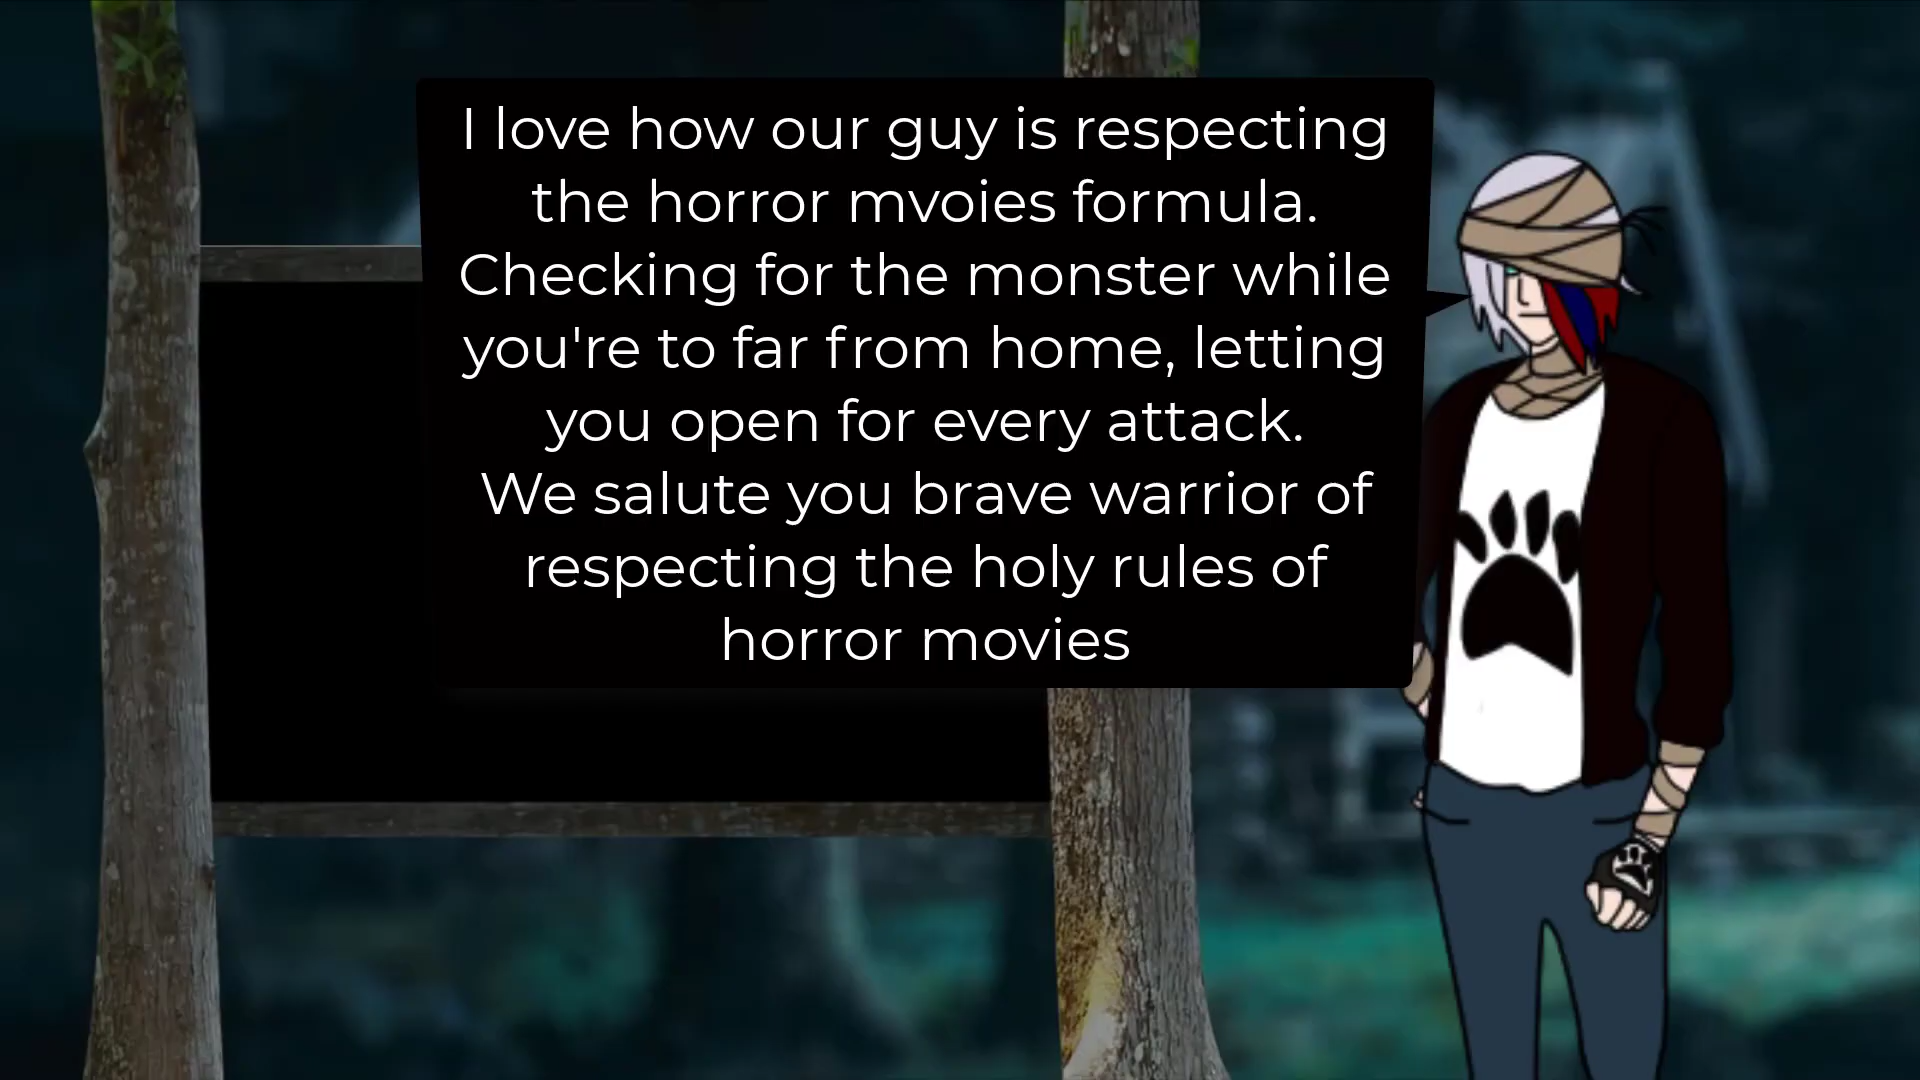 I love how our guy is respecting
the horror mvoies formula.
Checking for the monster while
you're to far from home, letting
you open for every attack.
We salute you brave warrior of
respecting the holy rules of
horror movies